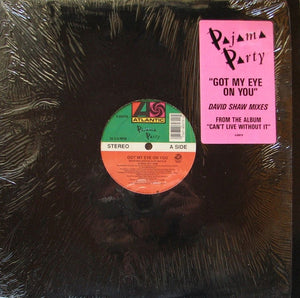 Pajama
Party
"GOT MY EYE
ON YOU"
DAVID SHAW MIXES
FROM THE ALBUM
"CAN'T LIVE WITHOUT IT"
ATLANTIC
Pajama
Party
STEREO
A SIDE
GOT MY EYE ON YOU